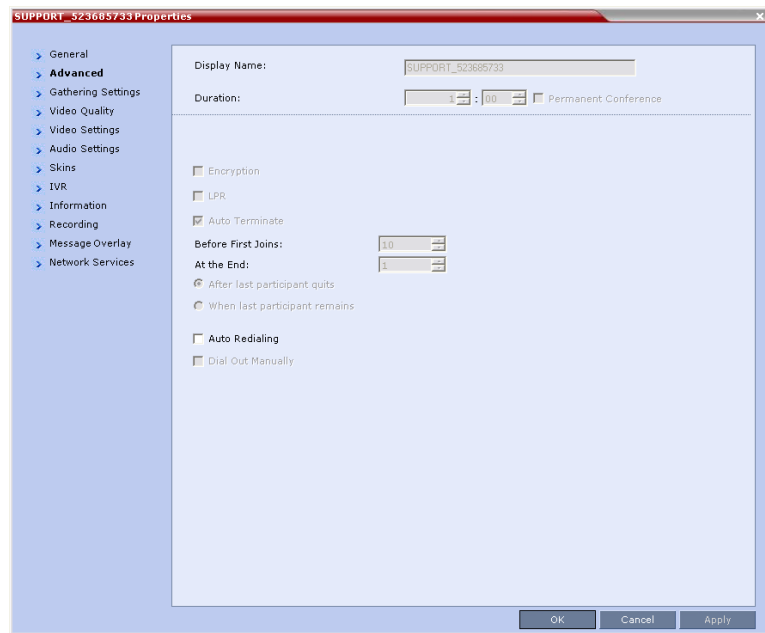 SUPPORT_523685733 Properties
General
Advanced
Gathering Settings
Video Quality
Video Settings
Audio Settings
Skins
IVR
Information
Recording
Message Overlay
Network Services
Display Name: SUPPORT_523685733
Duration: 1 : 00 Permanent Conference
Encryption
LPR
Auto Terminate
Before First Joins: 10
At the End: 1
After last participant quits
When last participant remains
Auto Redialing
Dial Out Manually
OK Cancel Apply